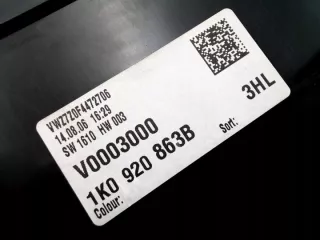 VWZ7Z0F4472706
14.08.06 16:29
SW 1610 HW 003
V0003000
1K0 920 863B
Colour:
Sort:
3HL